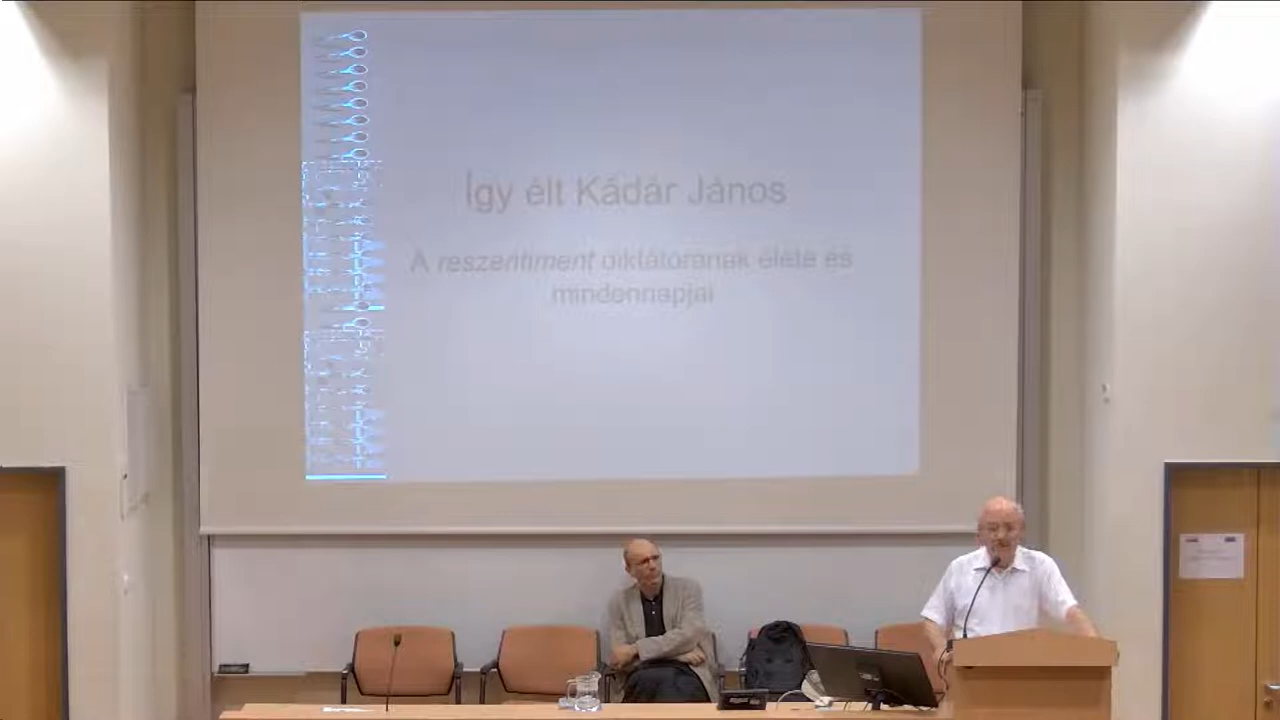 Így élt Kádár János
A reszentiment diktátorának élete és
mindennapjai